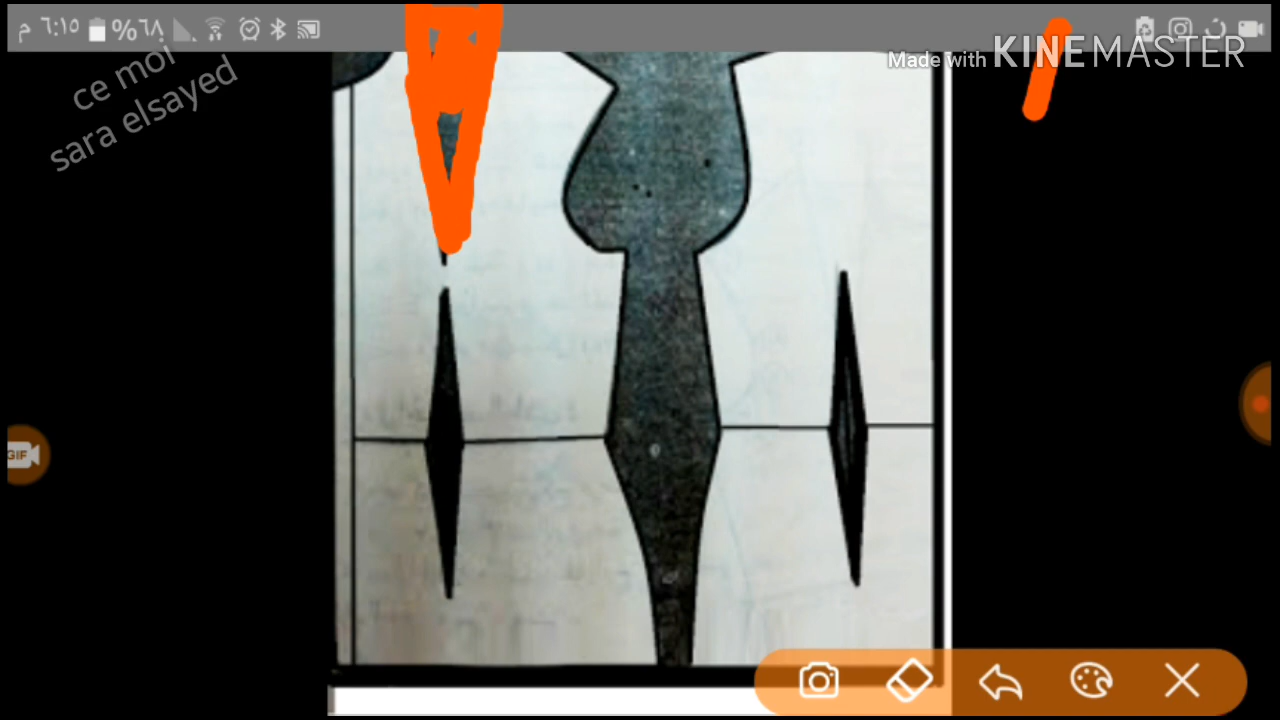 م ٦:١٥ %٦٨
Made with KINEMASTER
ce moi
sara elsayed
GIF